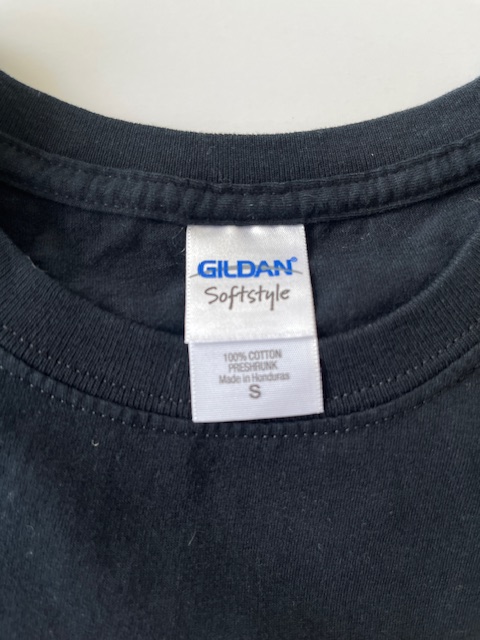 GILDAN®
Softstyle
100% COTTON
PRESHRUNK
Made in Honduras
S